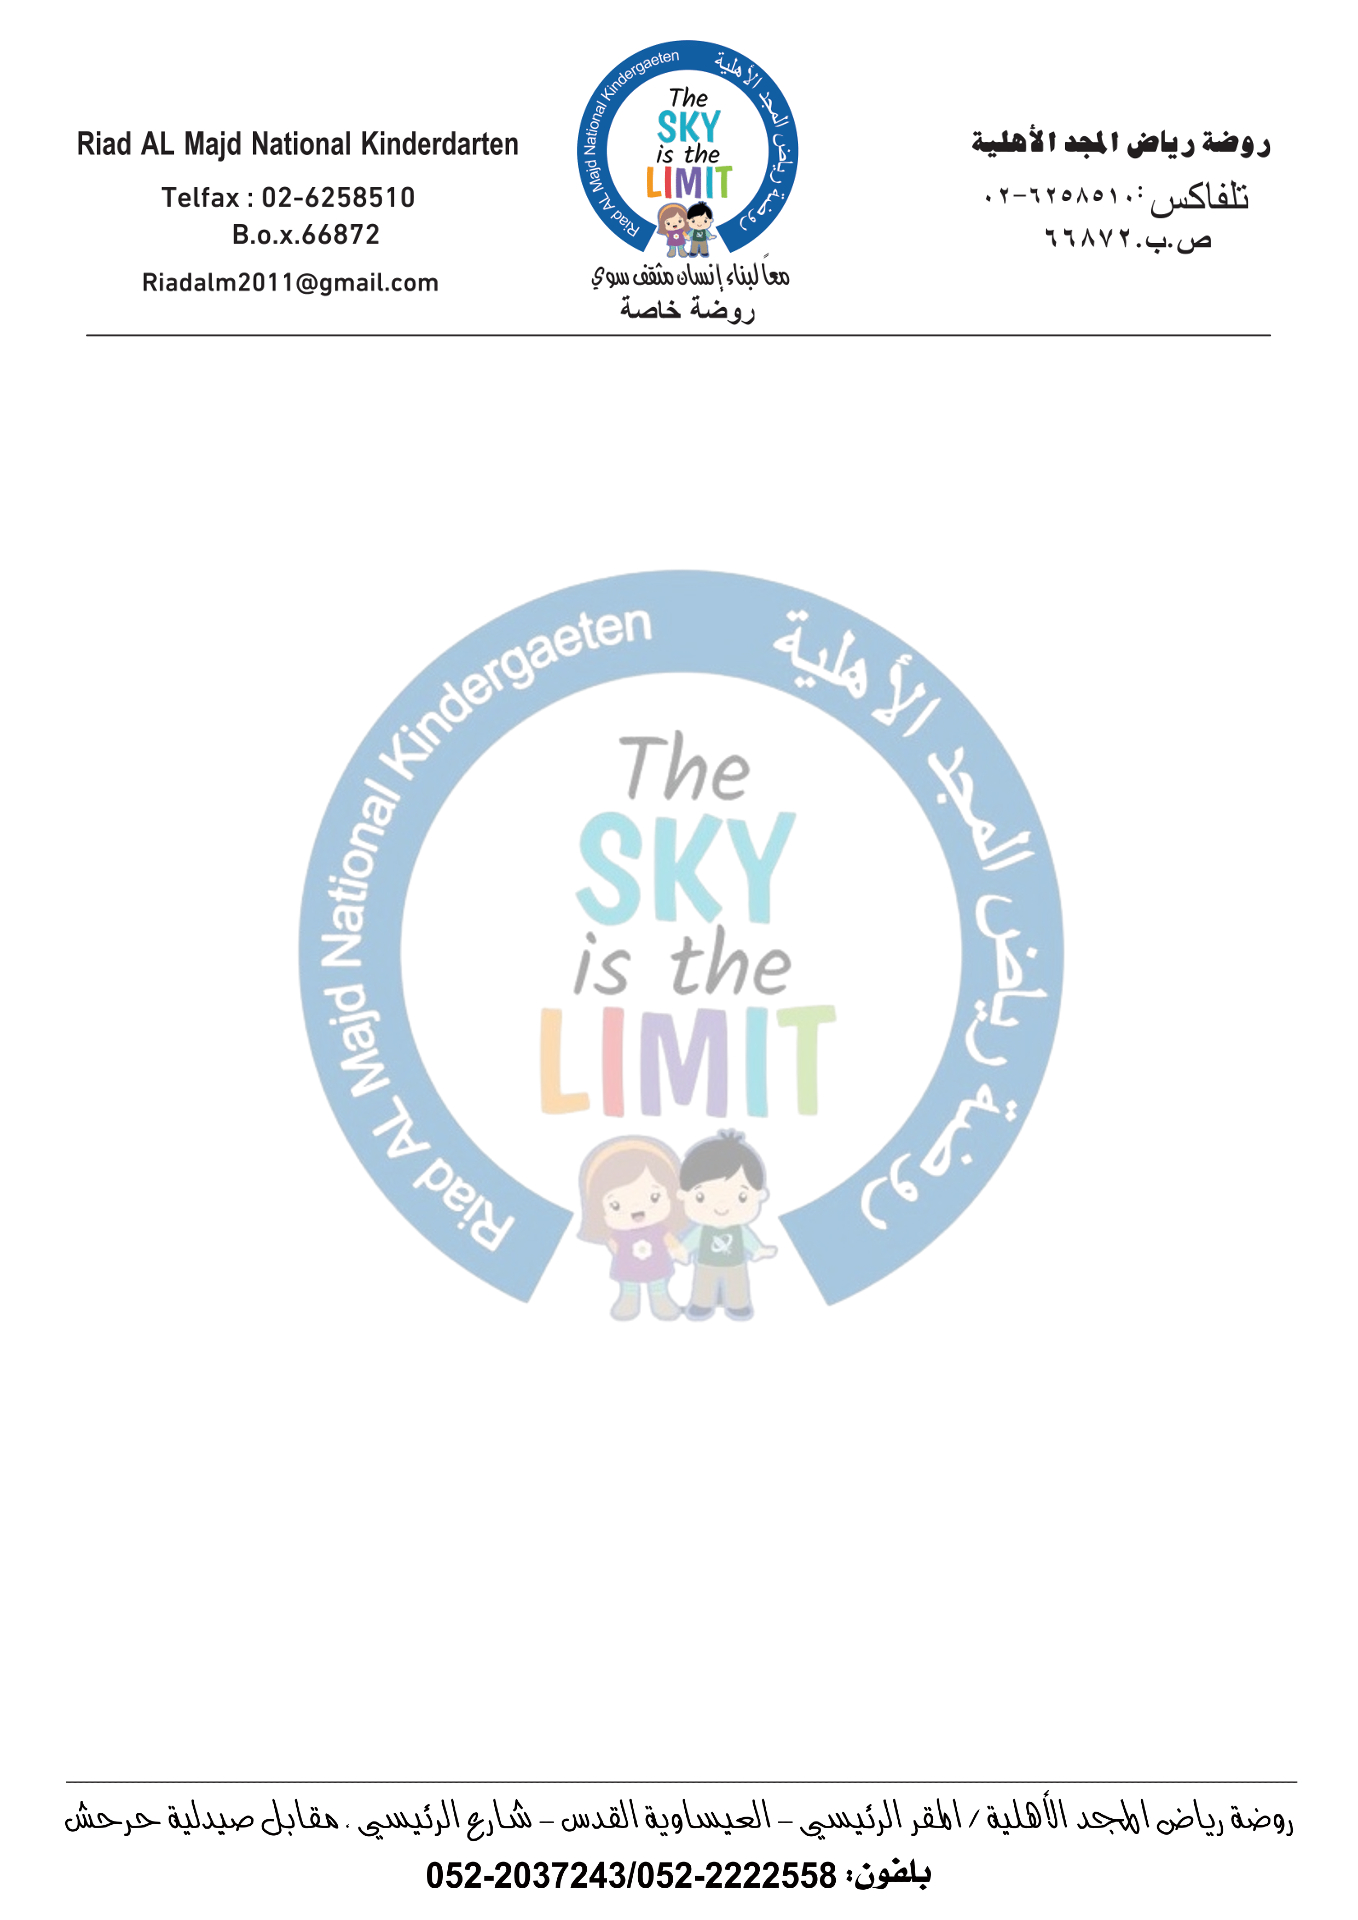 Riad AL Majd National Kinderdarten
Telfax : 02-6258510
B.o.x.66872
Riadalm2011@gmail.com
Riad AL Majd National Kindergaeten
روضة رياض المجد الأهلية
The
SKY
is the
LIMIT
معاً لبناء إنسان مثقف سوي
روضة خاصة
روضة رياض المجد الأهلية
تلفاكس :٠٢-٦٢٥٨٥١٠
ص.ب.٦٦٨٧٢
Riad AL Majd National Kindergaeten
روضة رياض المجد الأهلية
The
SKY
is the
LIMIT
روضة رياض المجد الأهلية / المقر الرئيسي – العيساوية القدس – شارع الرئيسي . مقابل صيدلية حرحش
بلفون: 052-2037243/052-2222558